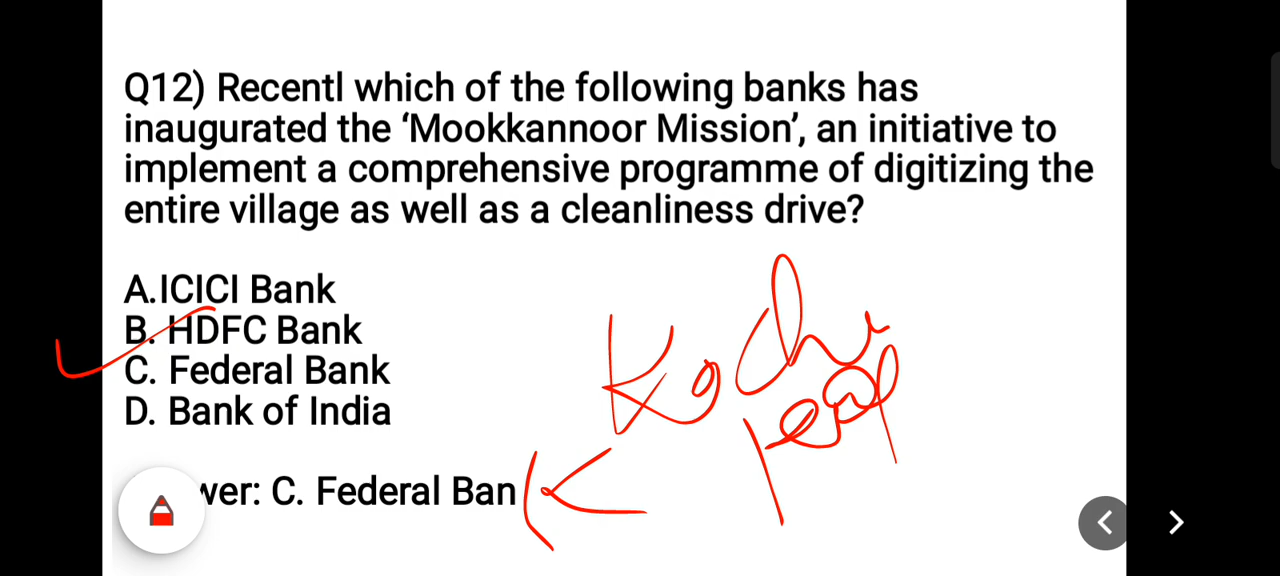 Q12) Recentl which of the following banks has
inaugurated the ‘Mookkannoor Mission’, an initiative to
implement a comprehensive programme of digitizing the
entire village as well as a cleanliness drive?
A.ICICI Bank
B. HDFC Bank
C. Federal Bank
D. Bank of India
Kochi
wer: C. Federal Ban